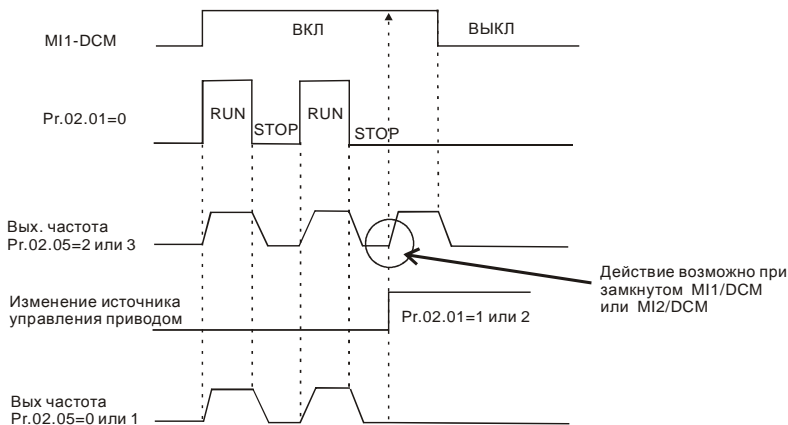 MI1-DCM
ВКЛ
ВЫКЛ
Pr.02.01=0
RUN
STOP
RUN
STOP
Вых. частота
Pr.02.05=2 или 3
Действие возможно при
замкнутом MI1/DCM
или MI2/DCM
Изменение источника
управления приводом
Pr.02.01=1 или 2
Вых частота
Pr.02.05=0 или 1